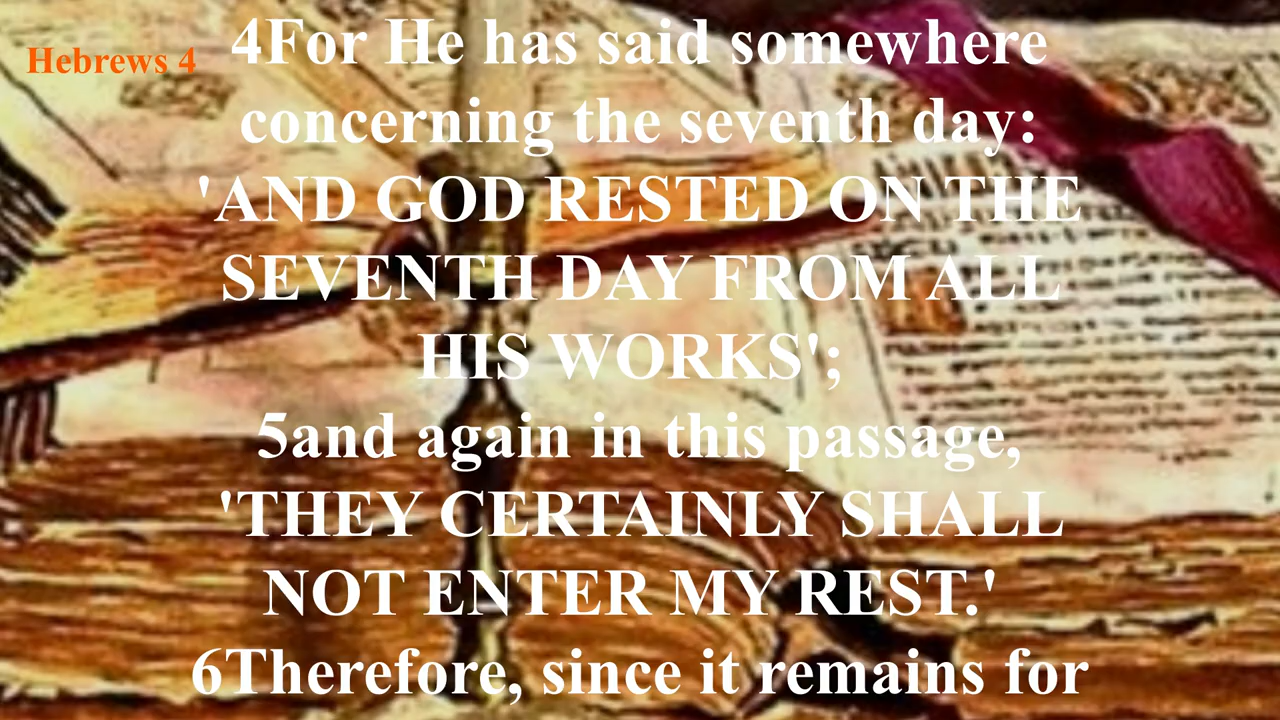 Hebrews 4
4For He has said somewhere
concerning the seventh day:
'AND GOD RESTED ON THE
SEVENTH DAY FROM ALL
HIS WORKS';
5and again in this passage,
'THEY CERTAINLY SHALL
NOT ENTER MY REST.'
6Therefore, since it remains for